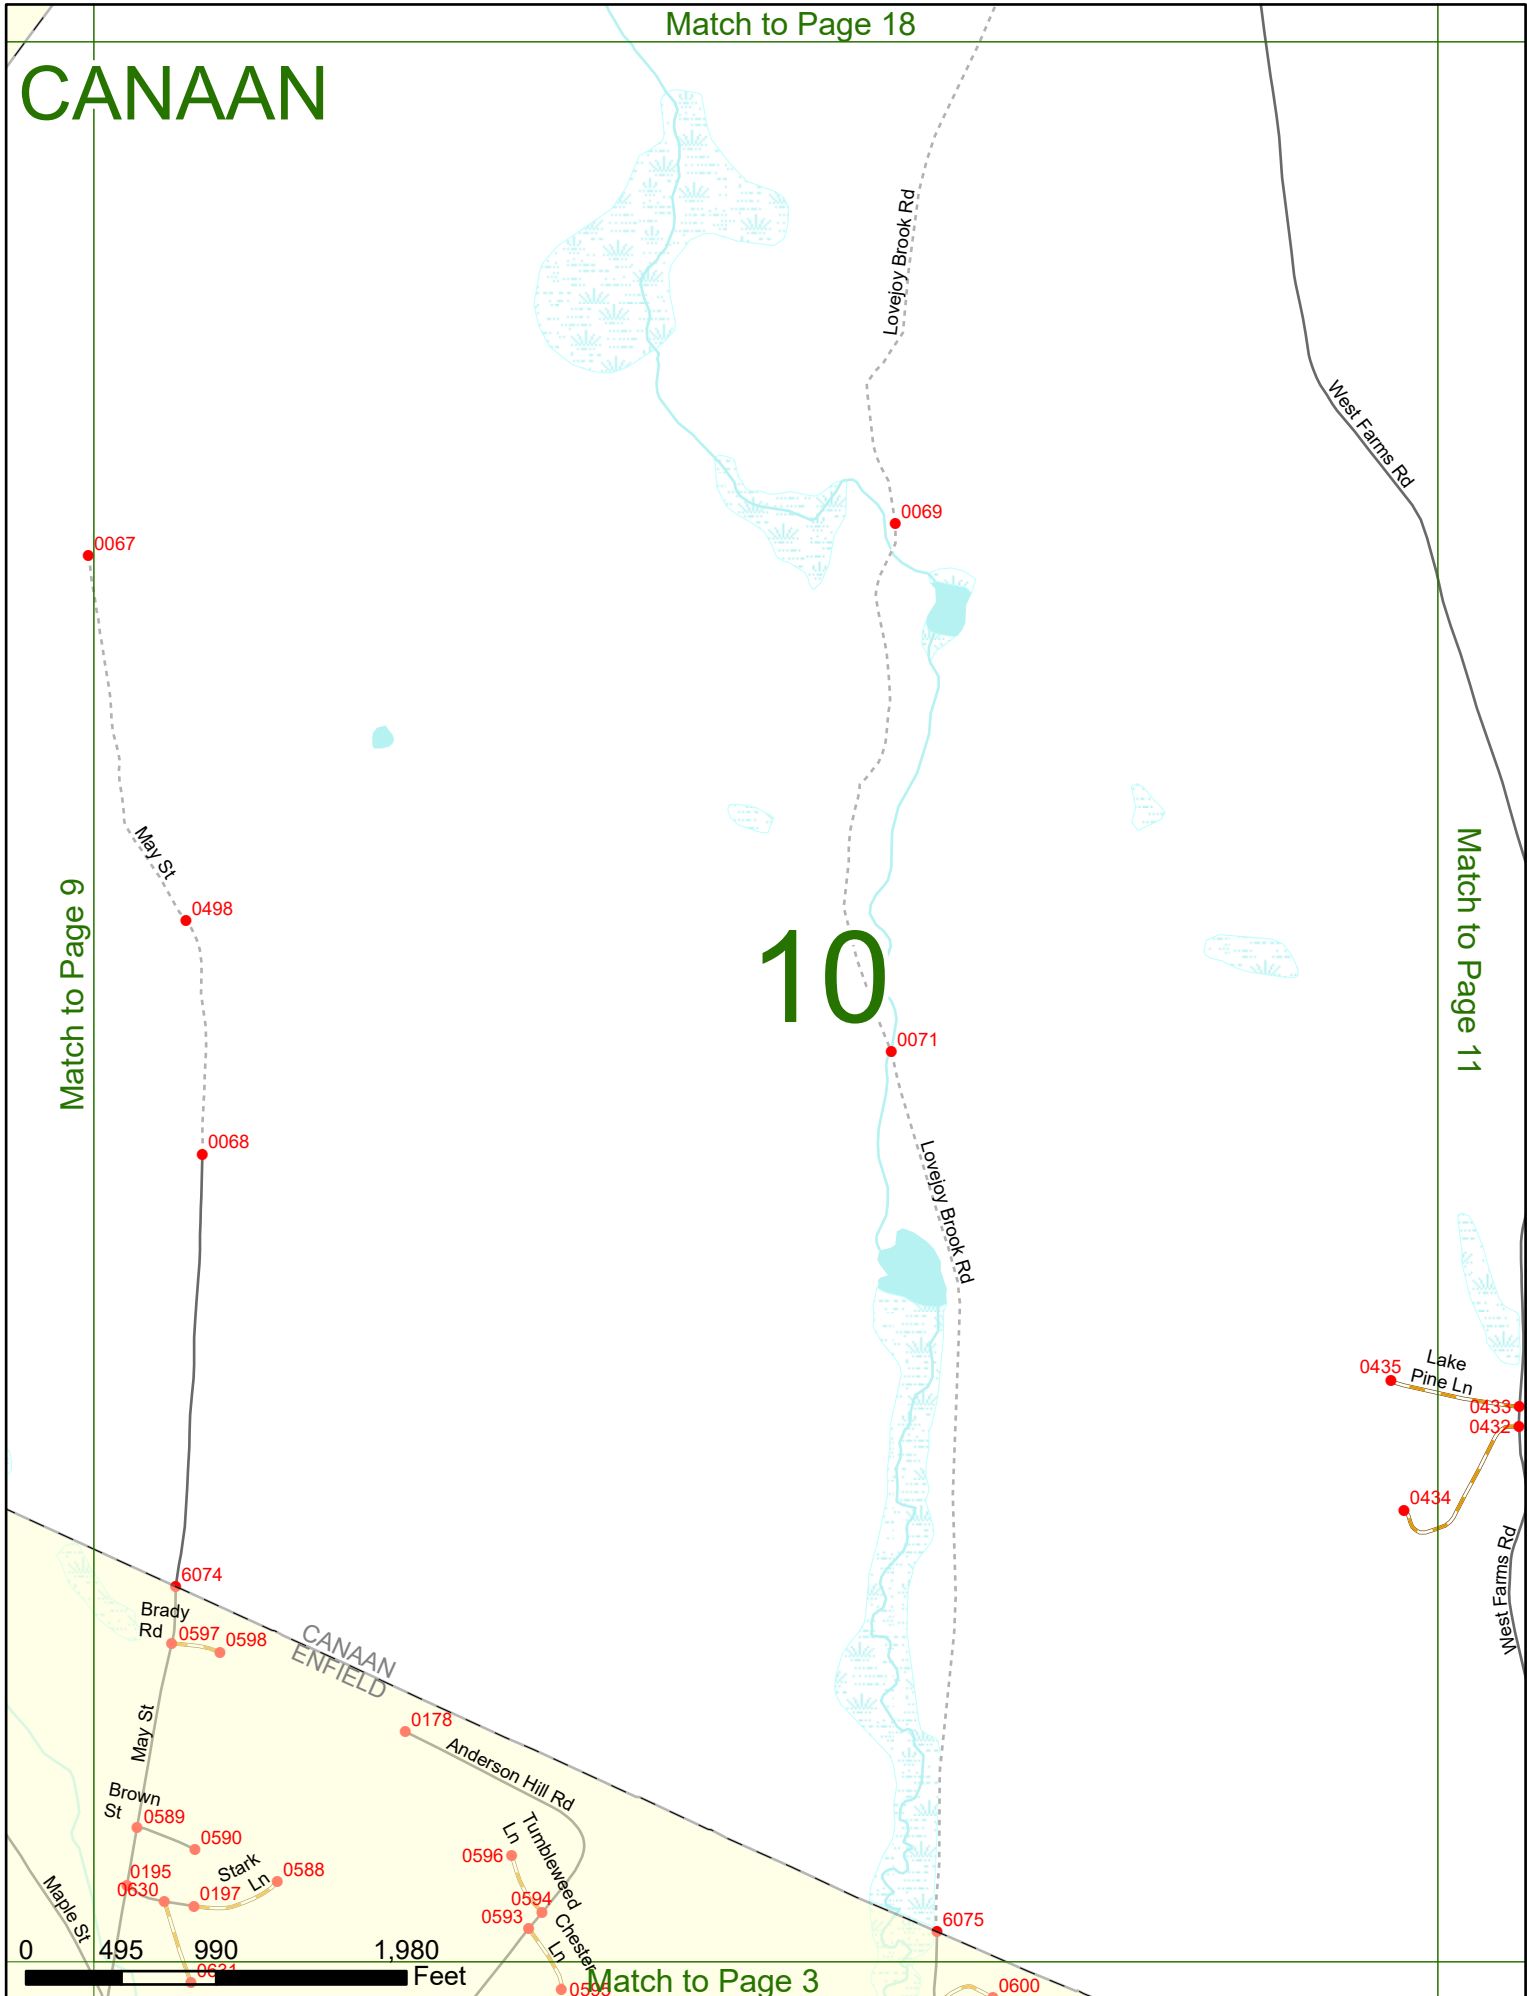 Match to Page 18
CANAAN
Lovejoy Brook Rd
West Farms Rd
0069
0067
May St
Match to Page 9
Match to Page 11
0498
10
0071
0068
Lovejoy Brook Rd
Lake
Pine Ln
0435
0433
0432
0434
West Farms Rd
6074
Brady
Rd
0597
0598
CANAAN
ENFIELD
0178
May St
Anderson Hill Rd
Brown
St
0589
0590
Tumbleweed
Ln
0596
0195
0630
Stark
Ln
0588
0197
0594
0593
Chester
Ln
Maple St
6075
0 495 990 1,980
Feet
0631
0595
Match to Page 3
0600